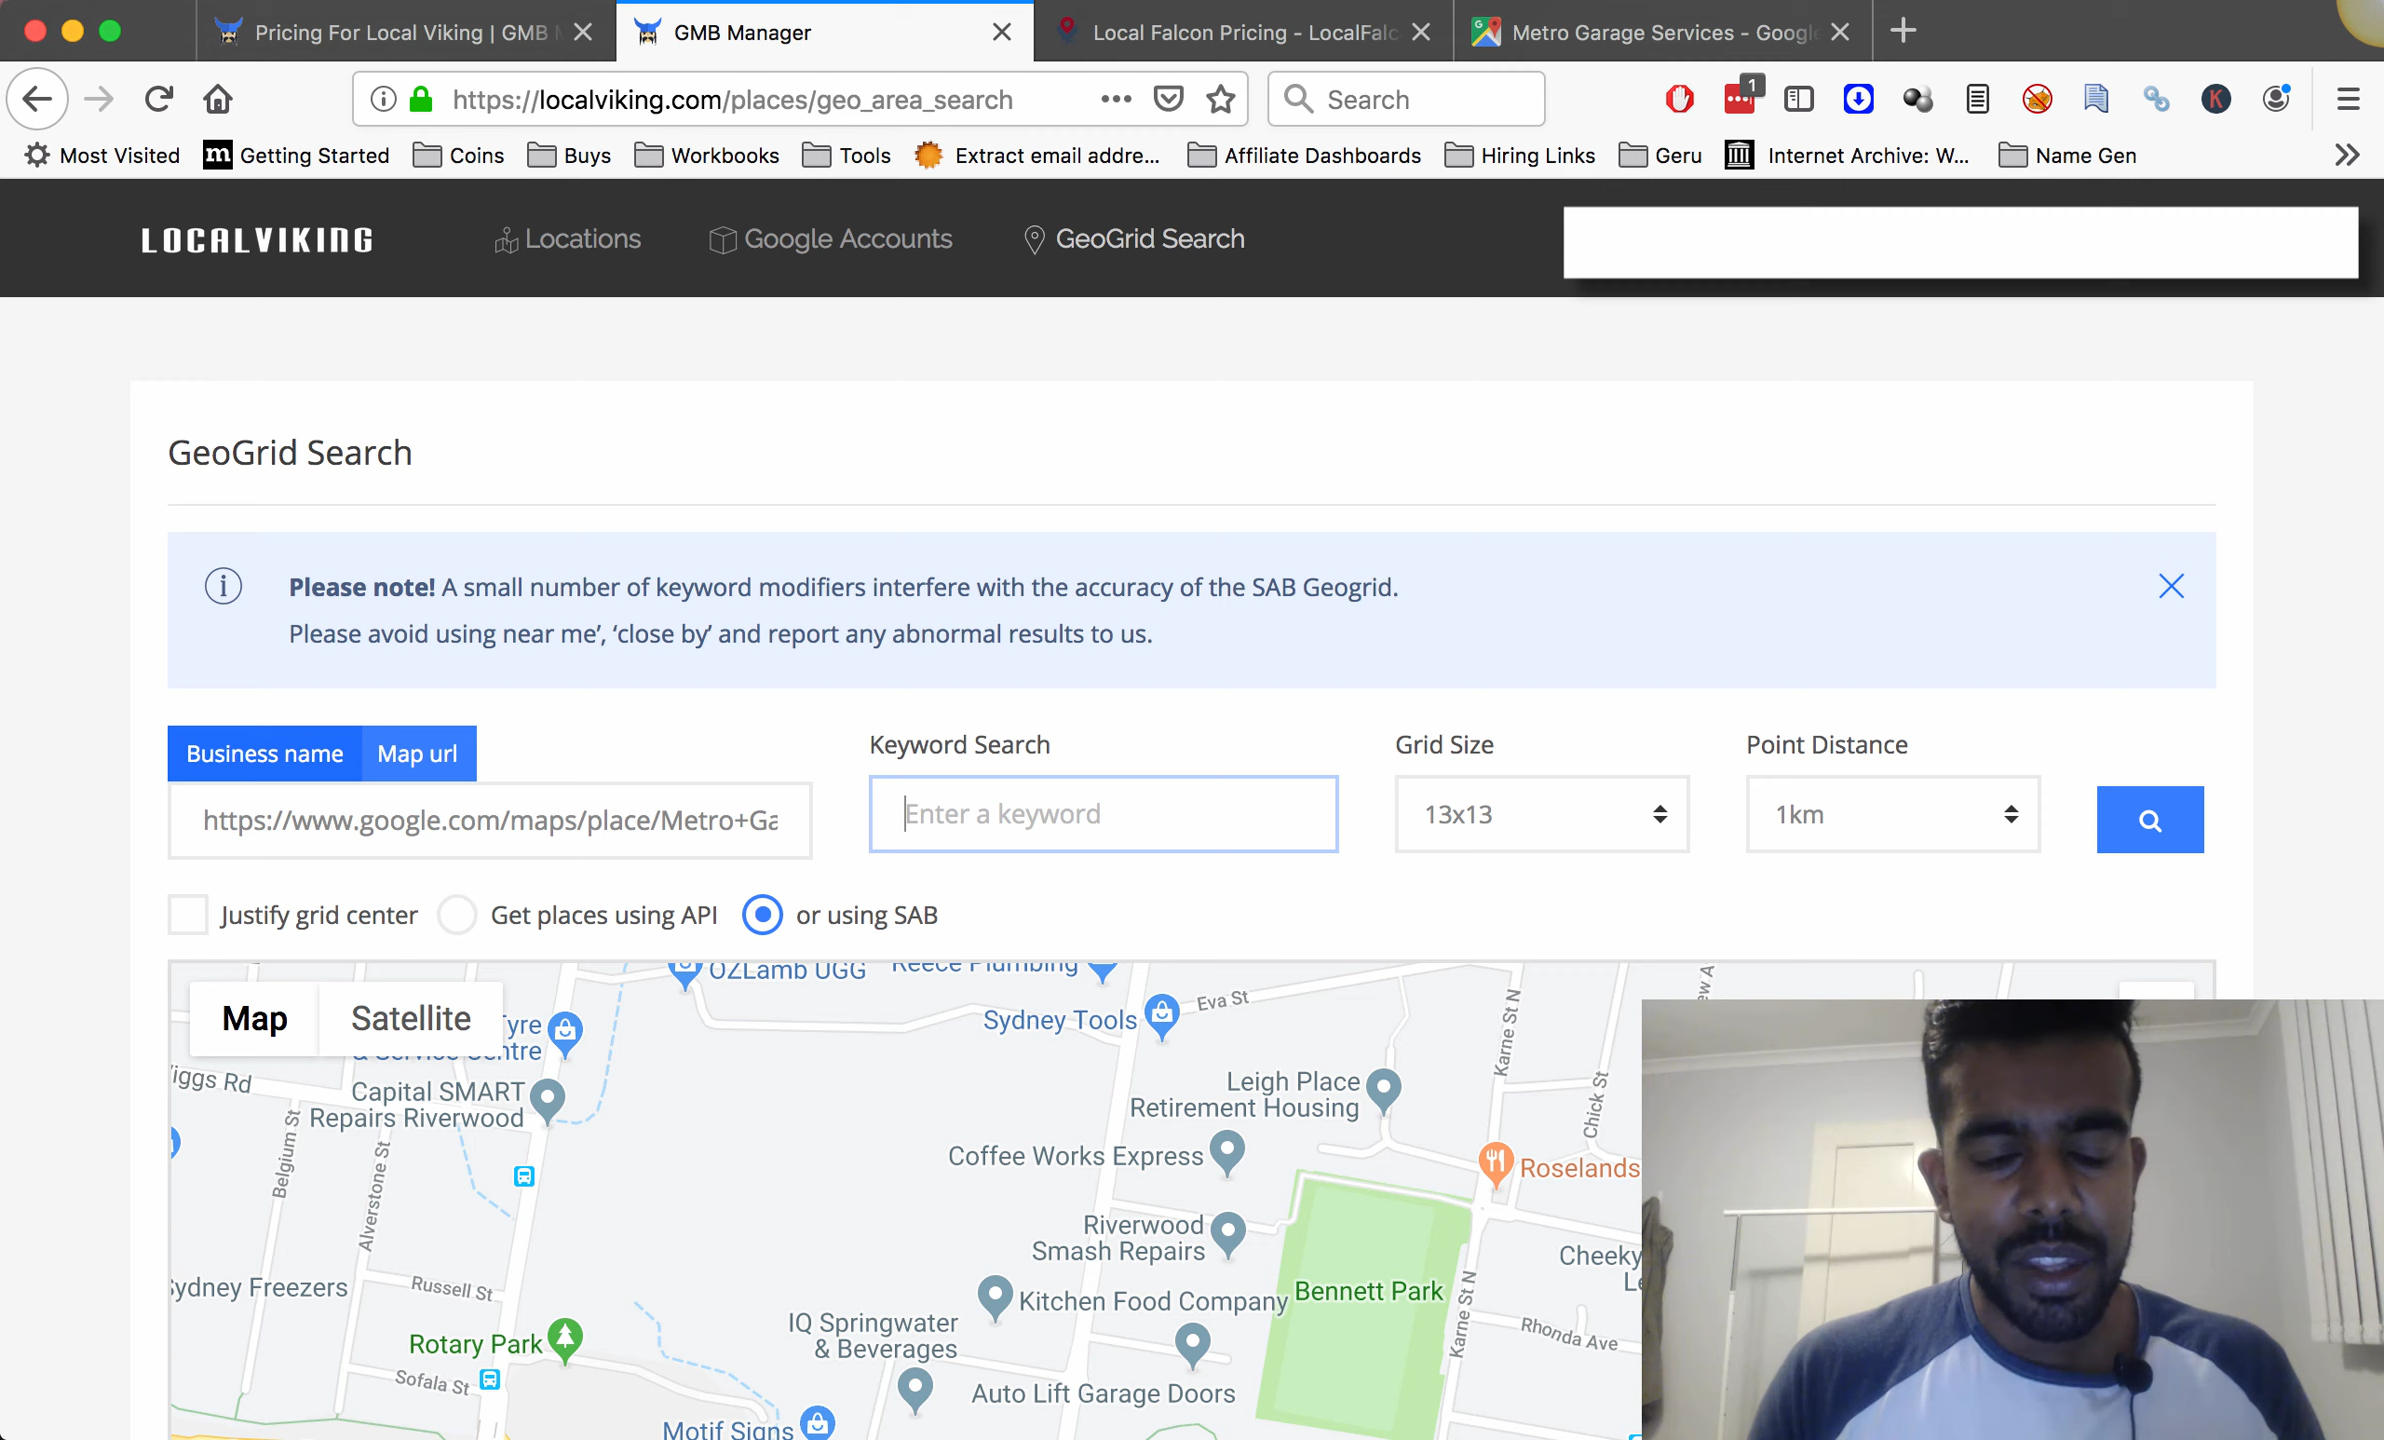 Pricing For Local Viking | GMB
GMB Manager
Local Falcon Pricing - LocalFalc
Metro Garage Services - Google
https://localviking.com/places/geo_area_search
Search
1
K
Most Visited
m
Getting Started
Coins
Buys
Workbooks
Tools
Extract email addre...
Affiliate Dashboards
Hiring Links
Geru
Internet Archive: W...
Name Gen
LOCALVIKING
Locations
Google Accounts
GeoGrid Search
GeoGrid Search
Please note! A small number of keyword modifiers interfere with the accuracy of the SAB Geogrid.
Please avoid using near me’, ‘close by’ and report any abnormal results to us.
Business name
Map url
Keyword Search
Grid Size
Point Distance
https://www.google.com/maps/place/Metro+Ga
Enter a keyword
13x13
1km
Justify grid center
Get places using API
or using SAB
OZLamb UGG
Reece Plumbing
Map
Satellite
Sydney Tools
Eva St
Karne St N
Capital SMART
Repairs Riverwood
Leigh Place
Retirement Housing
Chick St
Coffee Works Express
Roselands
Belgium St
Alverstone St
Riverwood
Smash Repairs
Cheeky
Sydney Freezers
Russell St
Kitchen Food Company
Bennett Park
Karne St N
Rhonda Ave
IQ Springwater
& Beverages
Rotary Park
Sofala St
Auto Lift Garage Doors
Motif Signs